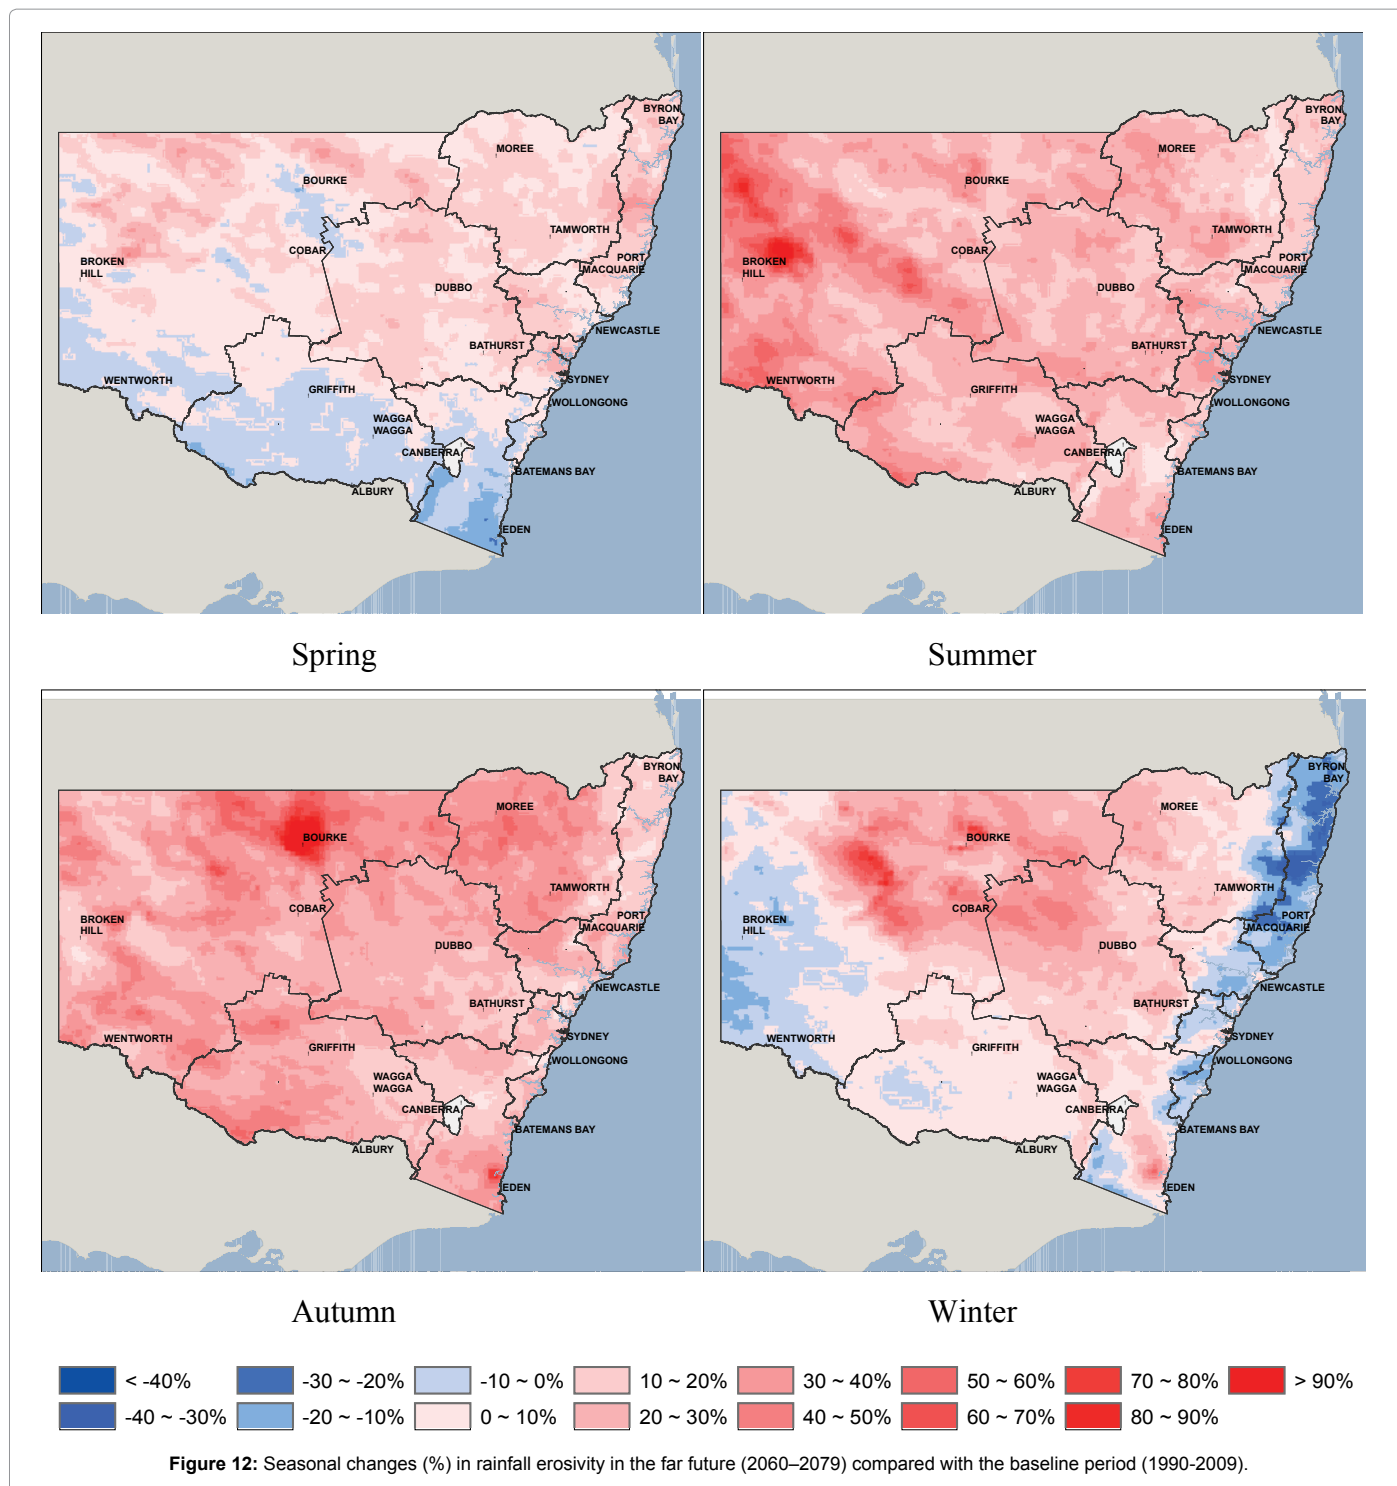 BYRON
BAY
MOREE
BOURKE
TAMWORTH
COBAR
PORT
MACQUARIE
BROKEN
HILL
DUBBO
NEWCASTLE
BATHURST
WENTWORTH
GRIFFITH
SYDNEY
WOLLONGONG
WAGGA
WAGGA
CANBERRA
BATEMANS BAY
ALBURY
EDEN
Spring
BYRON
BAY
MOREE
BOURKE
TAMWORTH
COBAR
PORT
MACQUARIE
BROKEN
HILL
DUBBO
NEWCASTLE
BATHURST
WENTWORTH
GRIFFITH
SYDNEY
WOLLONGONG
WAGGA
WAGGA
CANBERRA
BATEMANS BAY
ALBURY
EDEN
Summer
BYRON
BAY
MOREE
BOURKE
TAMWORTH
COBAR
PORT
MACQUARIE
BROKEN
HILL
DUBBO
NEWCASTLE
BATHURST
WENTWORTH
GRIFFITH
SYDNEY
WOLLONGONG
WAGGA
WAGGA
CANBERRA
BATEMANS BAY
ALBURY
EDEN
Autumn
BYRON
BAY
MOREE
BOURKE
TAMWORTH
COBAR
PORT
MACQUARIE
BROKEN
HILL
DUBBO
NEWCASTLE
BATHURST
WENTWORTH
GRIFFITH
SYDNEY
WOLLONGONG
WAGGA
WAGGA
CANBERRA
BATEMANS BAY
ALBURY
EDEN
Winter
< -40% -30 ~ -20% -10 ~ 0% 10 ~ 20% 30 ~ 40% 50 ~ 60% 70 ~ 80% > 90%
-40 ~ -30% -20 ~ -10% 0 ~ 10% 20 ~ 30% 40 ~ 50% 60 ~ 70% 80 ~ 90%
Figure 12: Seasonal changes (%) in rainfall erosivity in the far future (2060–2079) compared with the baseline period (1990-2009).